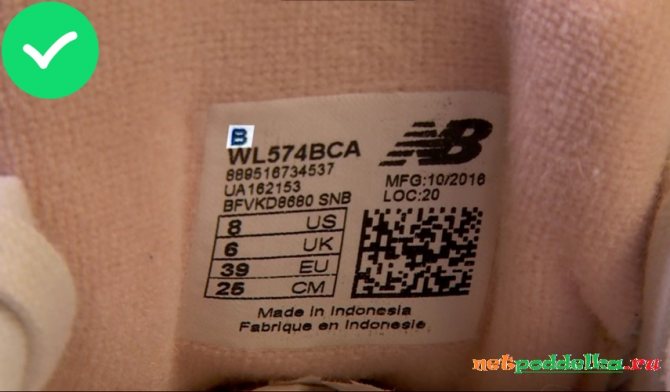 B
WL574BCA
NB
889516734537
UA162153
BFVKD8680 SNB
MFG:10/2016
LOC:20
8 US
6 UK
39 EU
25 CM
Made in Indonesia
Fabrique en Indonesie
netpoddelka.ru